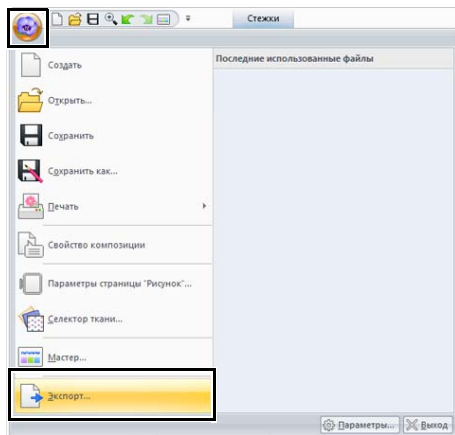 Стежки
Последние использованные файлы
Создать
Открыть...
Сохранить
Сохранить как...
Печать
Свойство композиции
Параметры страницы "Рисунок"...
Селектор ткани...
Мастер...
Экспорт...
Параметры...
Выход